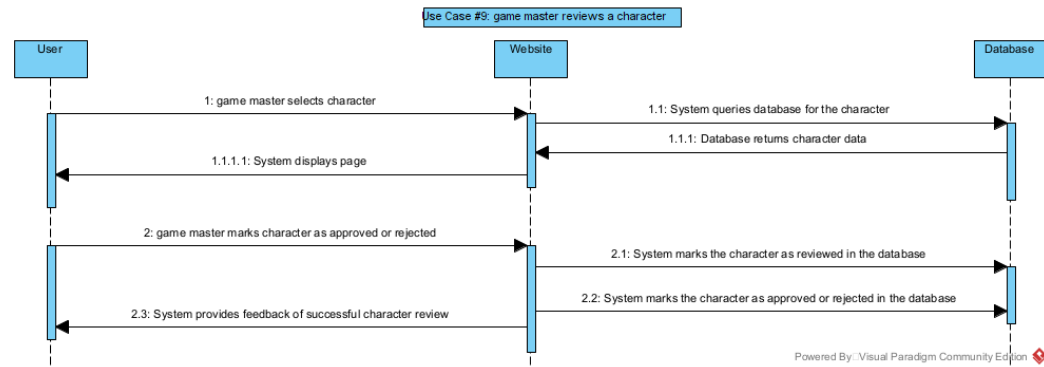 Use Case #9: game master reviews a character
User
Website
Database
1: game master selects character
1.1: System queries database for the character
1.1.1: Database returns character data
1.1.1.1: System displays page
2: game master marks character as approved or rejected
2.1: System marks the character as reviewed in the database
2.2: System marks the character as approved or rejected in the database
2.3: System provides feedback of successful character review
Powered By Visual Paradigm Community Edition